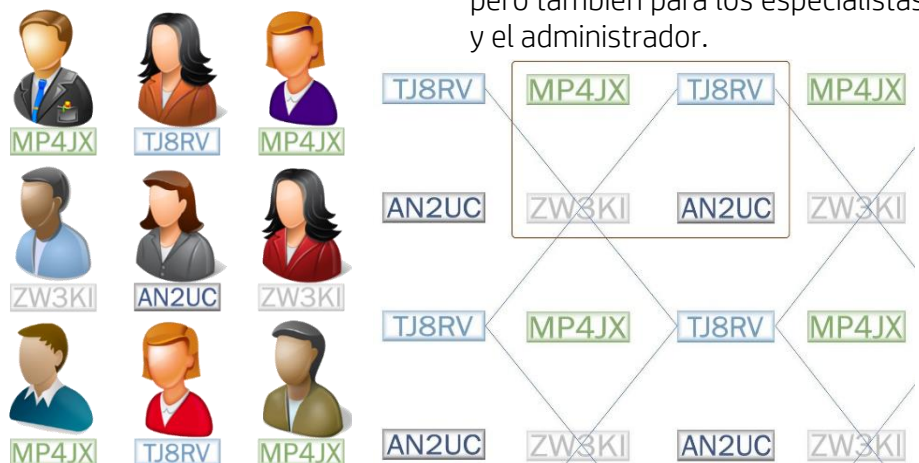 pero también para los especialistas
y el administrador.
MP4JX TJ8RV MP4JX
ZW3KI AN2UC ZW3KI
MP4JX TJ8RV MP4JX
TJ8RV MP4JX TJ8RV MP4JX
AN2UC ZW3KI AN2UC ZW3KI
TJ8RV MP4JX TJ8RV MP4JX
AN2UC ZW3KI AN2UC ZW3KI